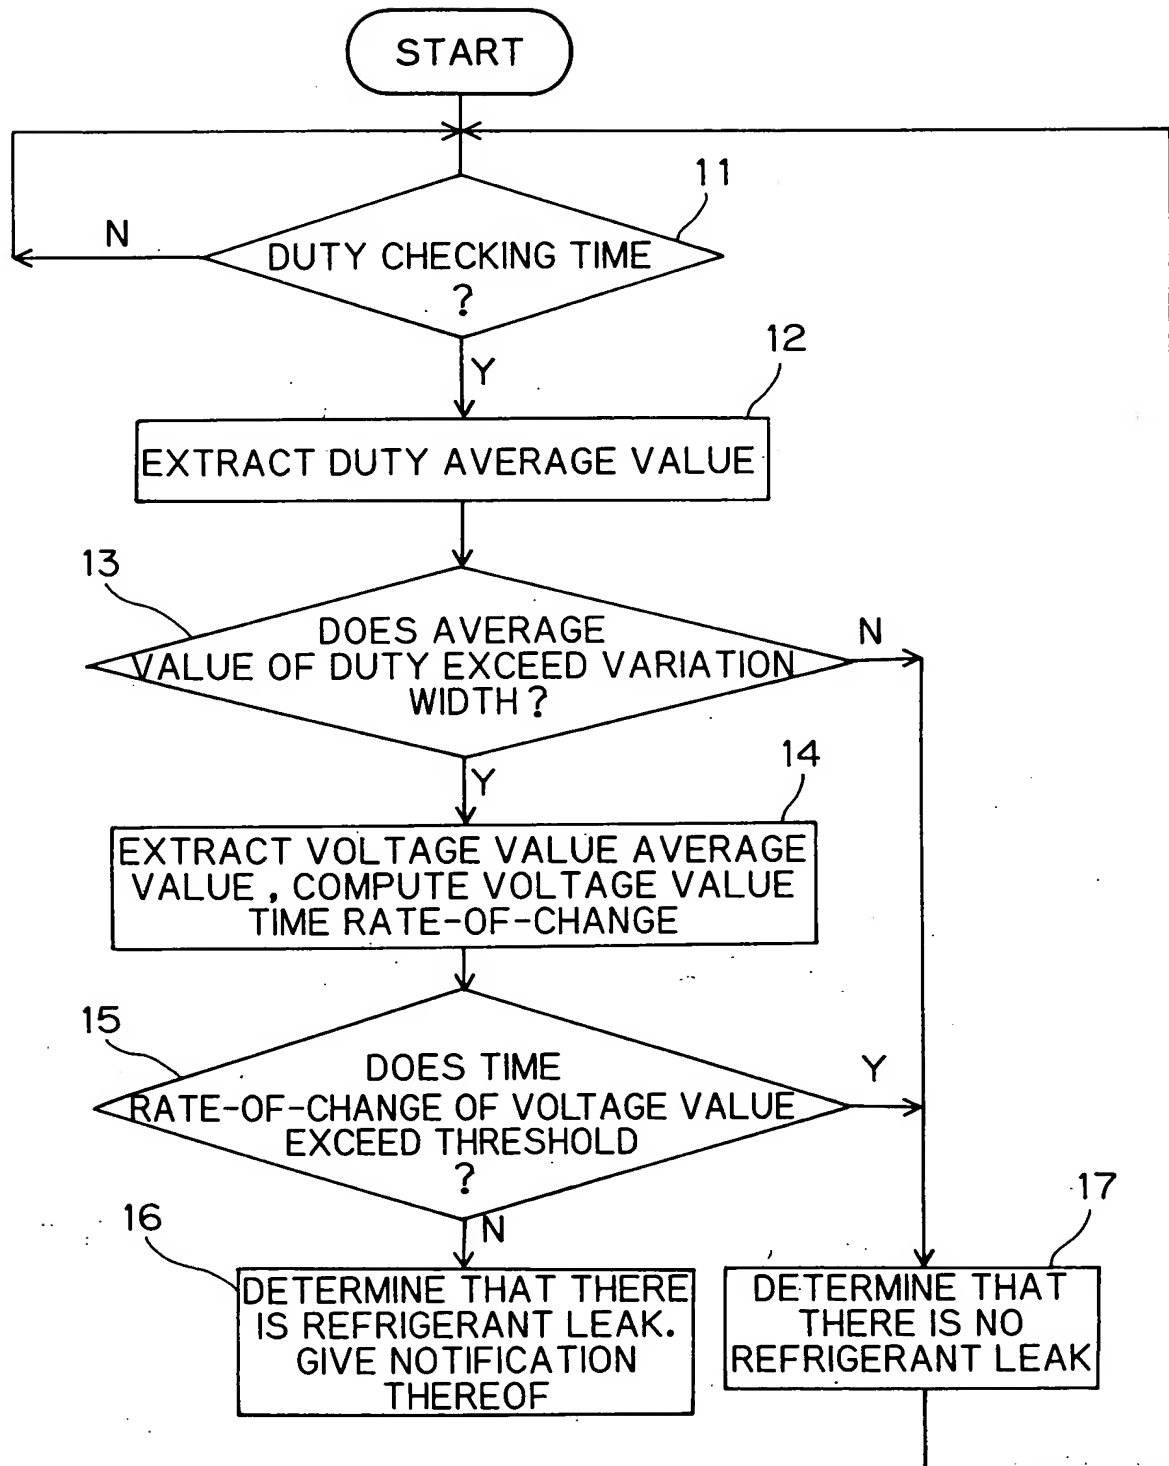 START
11
N
DUTY CHECKING TIME
?
12
Y
EXTRACT DUTY AVERAGE VALUE
13
DOES AVERAGE
VALUE OF DUTY EXCEED VARIATION
WIDTH?
N
Y
14
EXTRACT VOLTAGE VALUE AVERAGE
VALUE, COMPUTE VOLTAGE VALUE
TIME RATE-OF-CHANGE
15
DOES TIME
RATE-OF-CHANGE OF VOLTAGE VALUE
EXCEED THRESHOLD
?
Y
N
16
DETERMINE THAT THERE
IS REFRIGERANT LEAK.
GIVE NOTIFICATION
THEREOF
17
DETERMINE THAT
THERE IS NO
REFRIGERANT LEAK